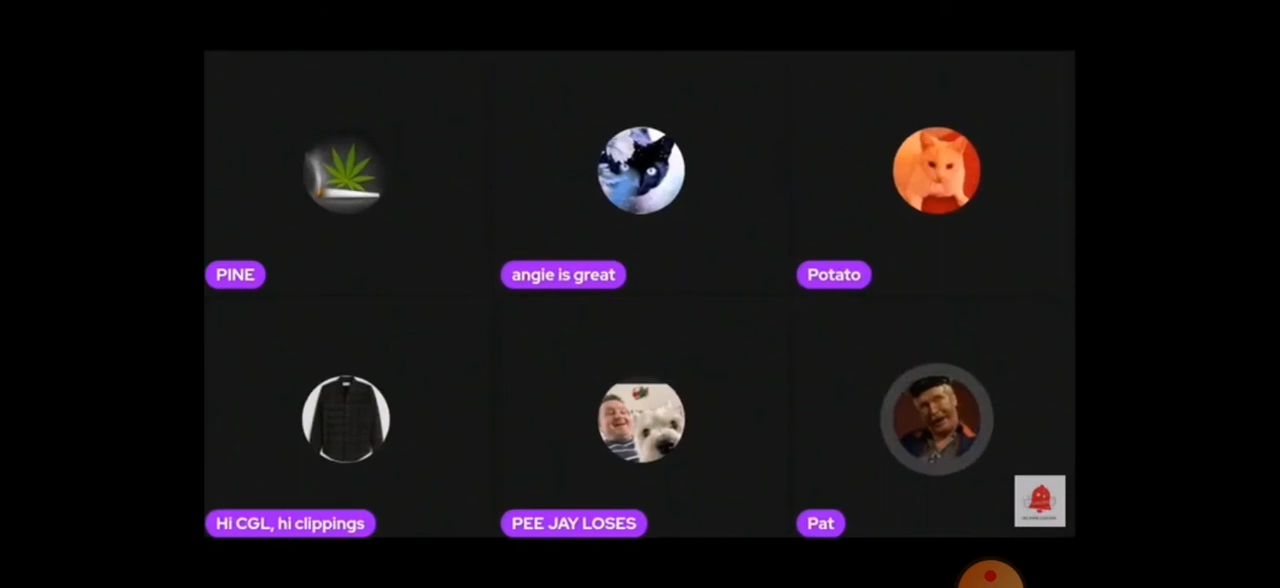 PINE
angie is great
Potato
Hi CGL, hi clippings
PEE JAY LOSES
Pat